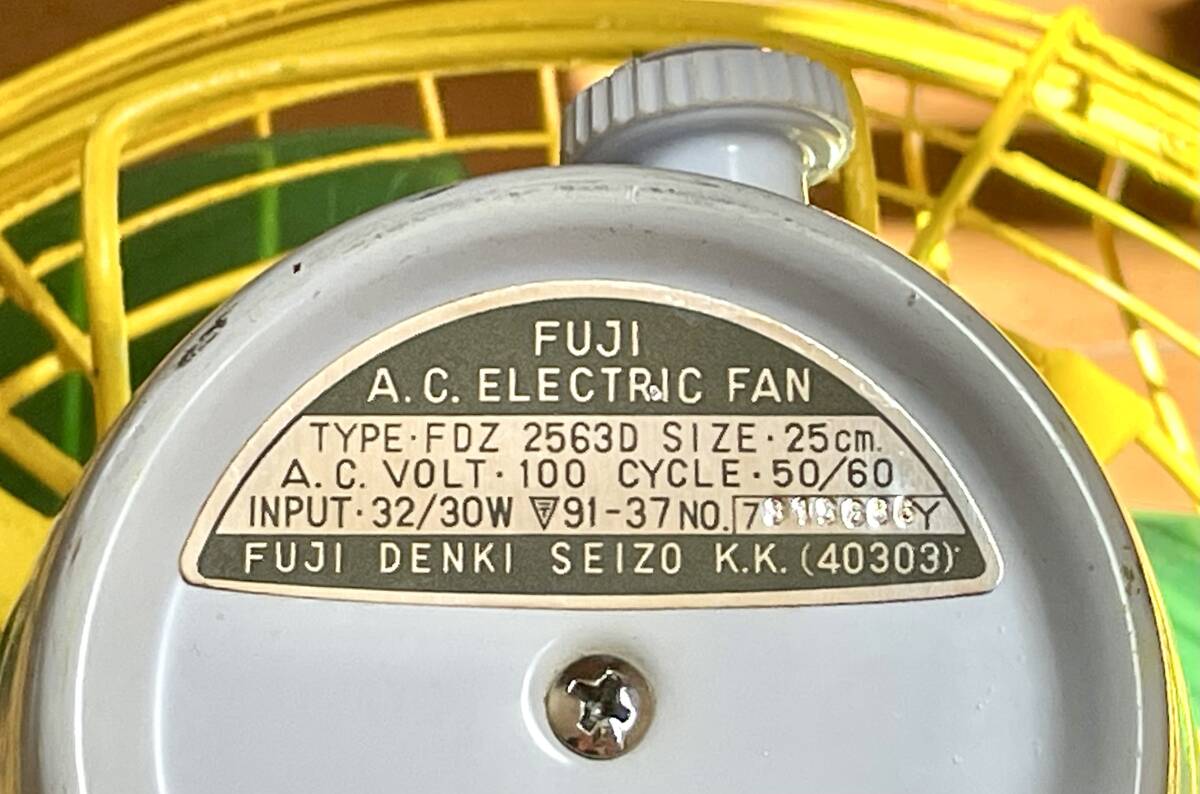 FUJI
A.C. ELECTRIC FAN
TYPE·FDZ 2563D SIZE·25cm.
A.C. VOLT·100 CYCLE·50/60
INPUT·32/30W 91-37 NO.
FUJI DENKI SEIZO K.K. (40303)